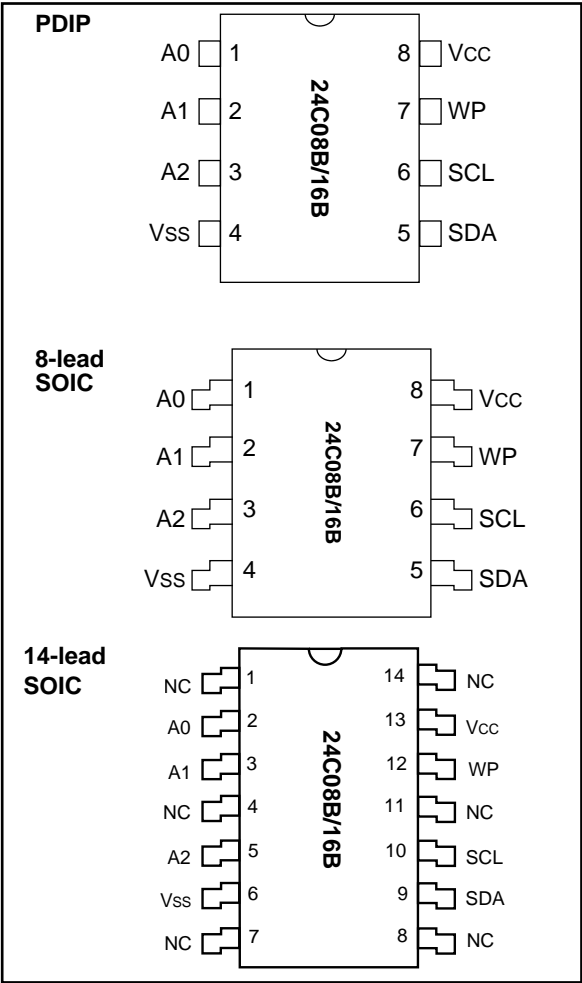 PDIP
A0 1 8 VCC
A1 2 7 WP
A2 3 6 SCL
VSS 4 5 SDA
24C08B/16B
8-lead
SOIC
A0 1 8 VCC
A1 2 7 WP
A2 3 6 SCL
VSS 4 5 SDA
24C08B/16B
14-lead
SOIC
NC 1 14 NC
A0 2 13 VCC
A1 3 12 WP
NC 4 11 NC
A2 5 10 SCL
VSS 6 9 SDA
NC 7 8 NC
24C08B/16B